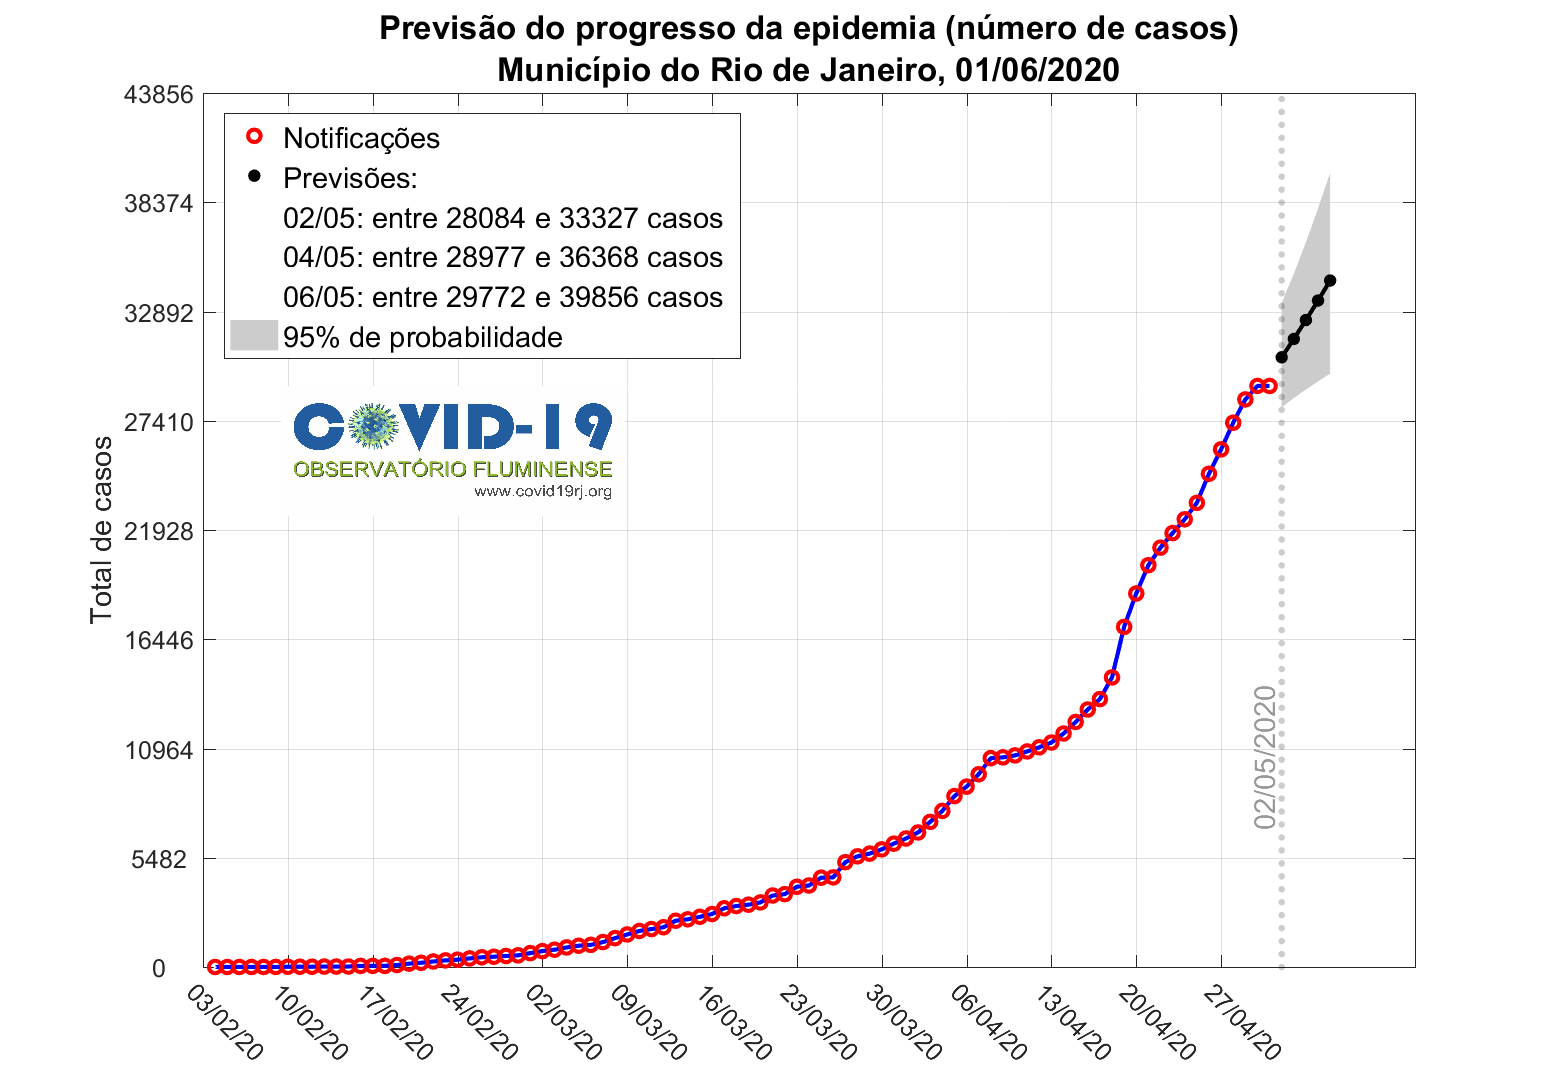 Previsão do progresso da epidemia (número de casos)
Município do Rio de Janeiro, 01/06/2020
43856
38374
32892
27410
21928
16446
10964
5482
0
Total de casos
Notificações
Previsões:
02/05: entre 28084 e 33327 casos
04/05: entre 28977 e 36368 casos
06/05: entre 29772 e 39856 casos
95% de probabilidade
COVID-19
OBSERVATÓRIO FLUMINENSE
www.covid19rj.org
02/05/2020
03/02/20
10/02/20
17/02/20
24/02/20
02/03/20
09/03/20
16/03/20
23/03/20
30/03/20
06/04/20
13/04/20
20/04/20
27/04/20